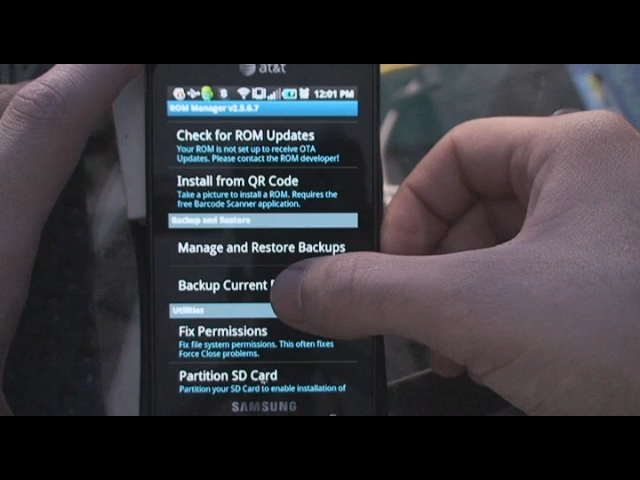 at&t
12:01 PM
ROM Manager v2.5.0.7
Check for ROM Updates
Your ROM is not set up to receive OTA
Updates. Please contact the ROM developer!
Install from QR Code
Take a picture to install a ROM. Requires the
free Barcode Scanner application.
Backup and Restore
Manage and Restore Backups
Backup Current
Utilities
Fix Permissions
Fix file system permissions. This often fixes
Force Close problems.
Partition SD Card
Partition your SD Card to enable installation of
SAMSUNG